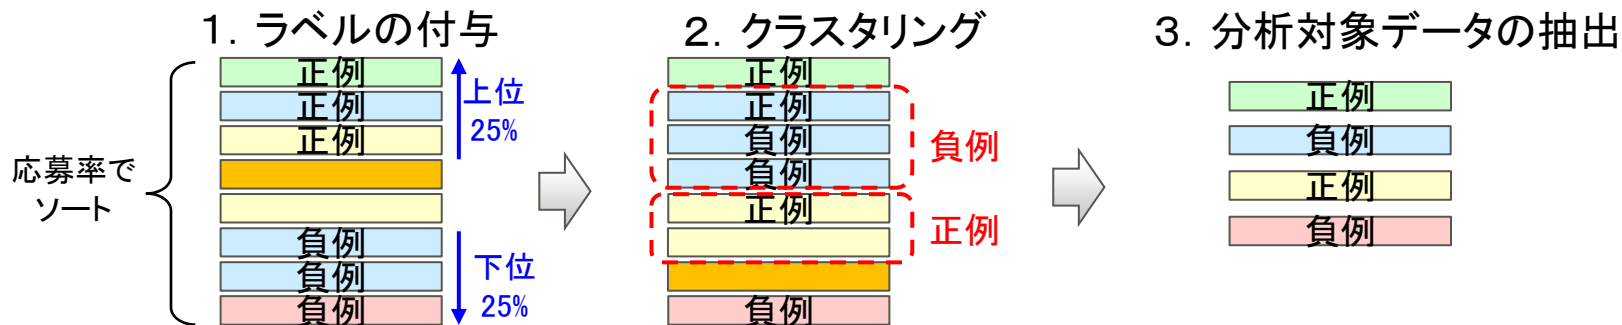 1. ラベルの付与
応募率で
ソート
正例
正例
正例
負例
負例
負例
上位
25%
下位
25%
2. クラスタリング
正例
正例
負例
負例
正例
負例
負例
正例
3. 分析対象データの抽出
正例
負例
正例
負例